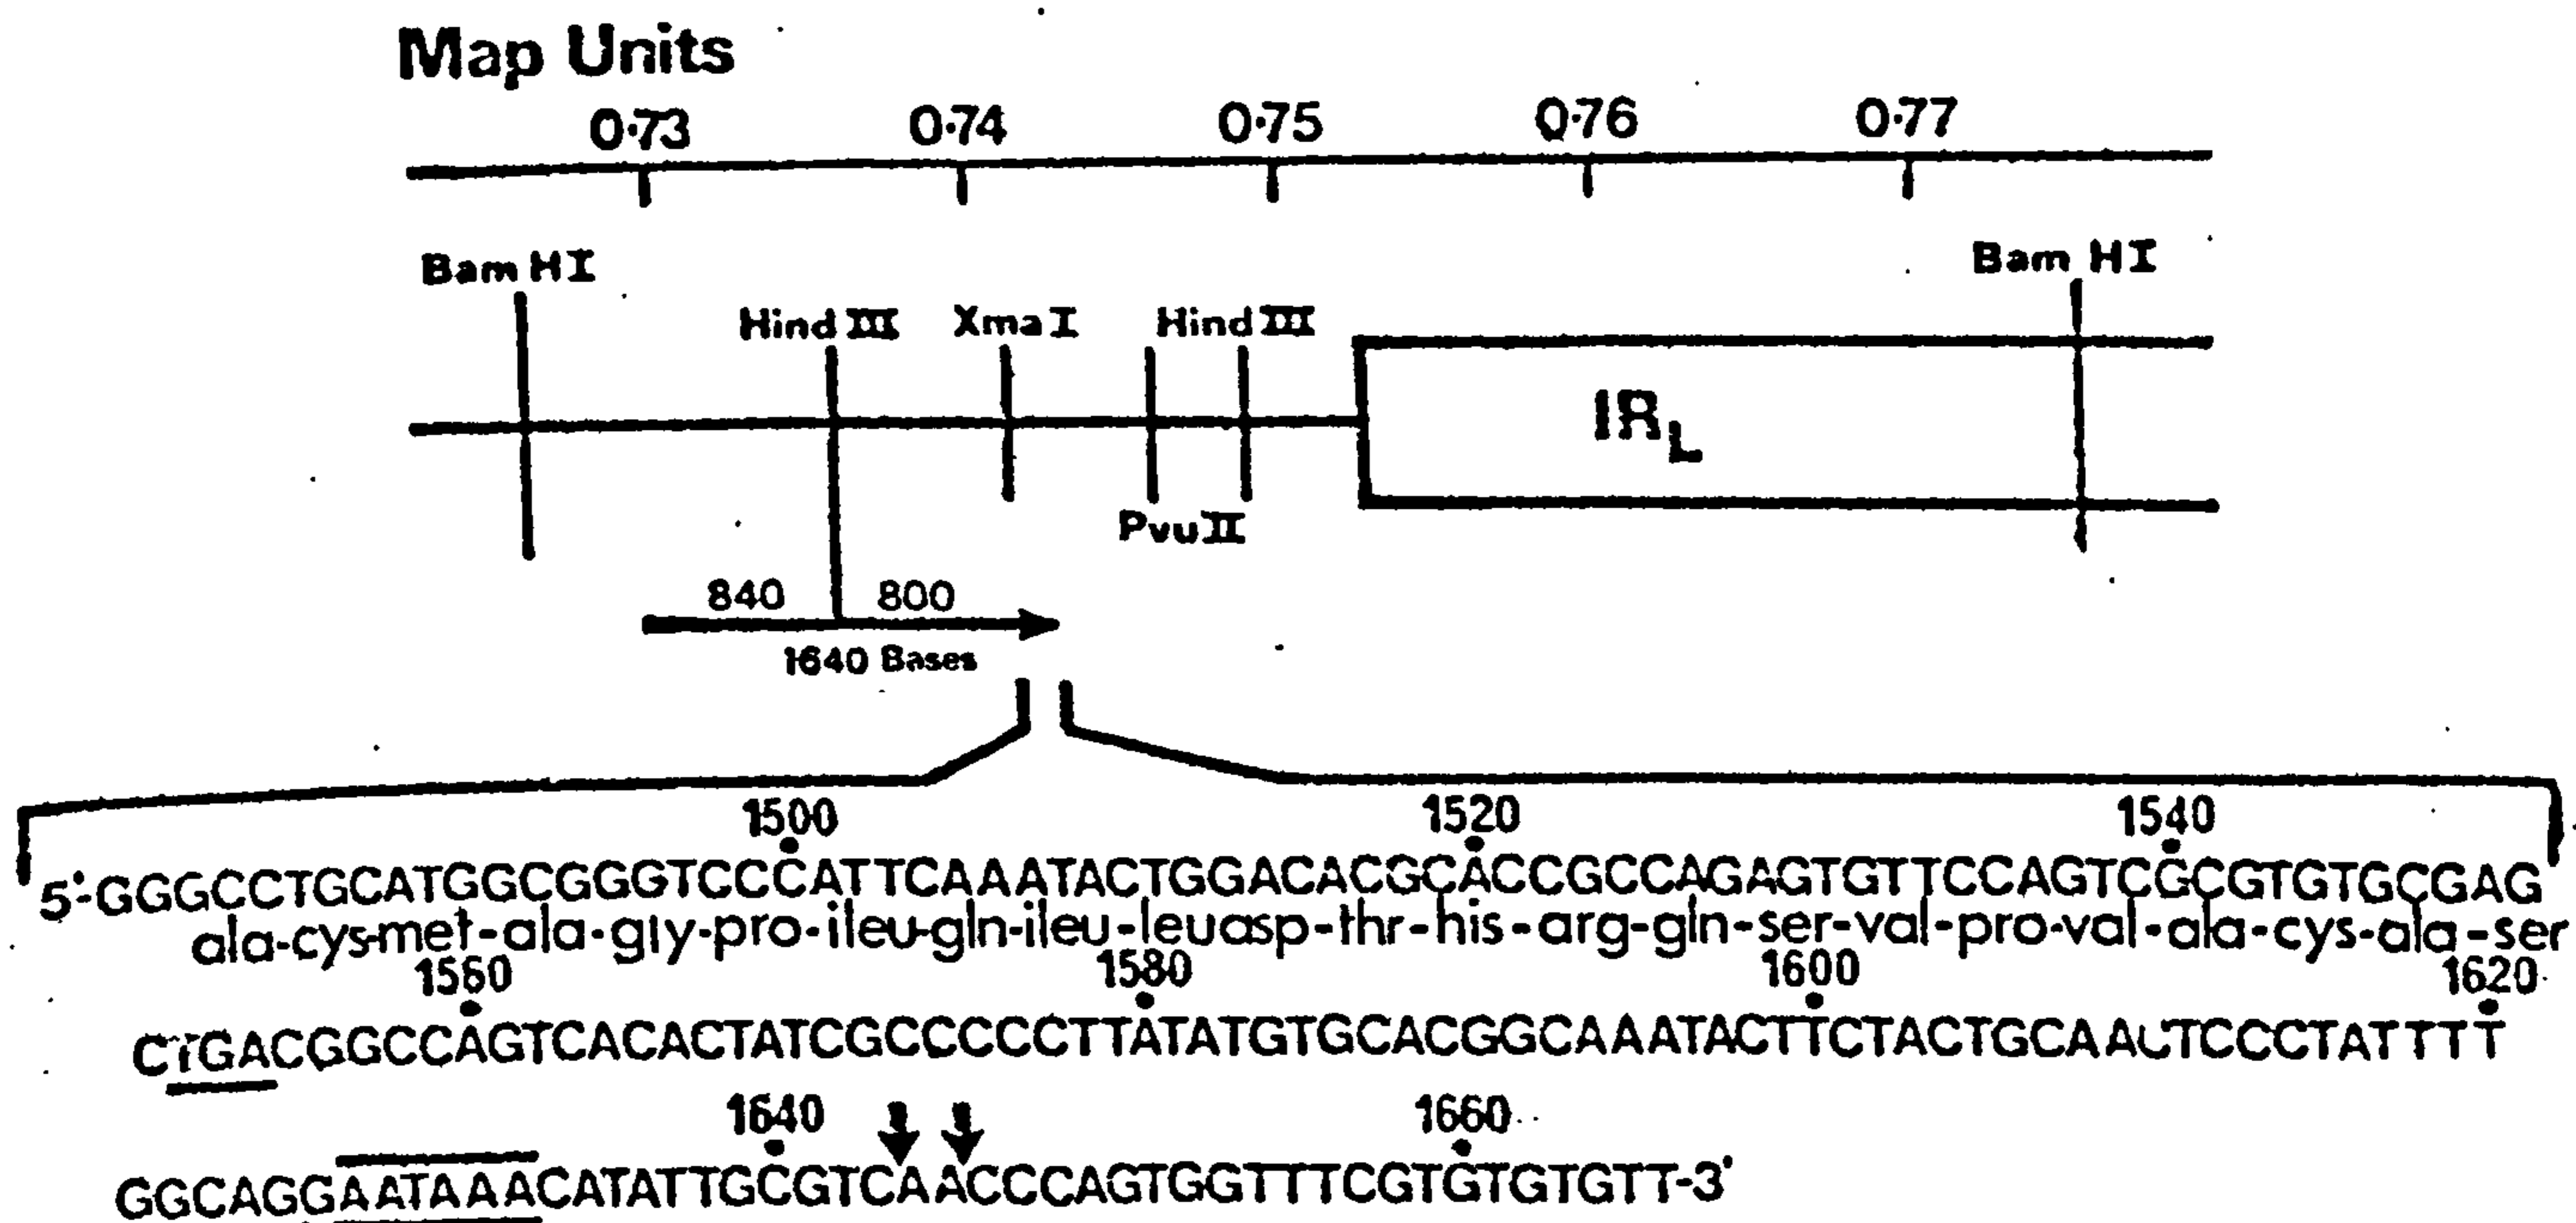 Map Units
0·73 0·74 0·75 0·76 0·77
Bam HI Bam HI
Hind III Xma I Hind III
IRL
Pvu II
840 800
1640 Bases
1500 1520 1540
5'-GGGCCTGCATGGCGGGTCCCATTCAAATACTGGACACGCACCGCCAGAGTGTTCCAGTCGCGTGTGCGAG
ala-cys-met-ala-gly-pro-ileu-gln-ileu-leuasp-thr-his-arg-gln-ser-val-pro-val-ala-cys-ala-ser
1560 1580 1600 1620
CTGACGGCCAGTCACACTATCGCCCCCTTATATGTGCACGGCAAATACTTCTACTGCAACTCCCTATTTT
1640 1660
GGCAGGAATAAACATATTGCGTCAACCCAGTGGTTTCGTGTGTGTT-3'